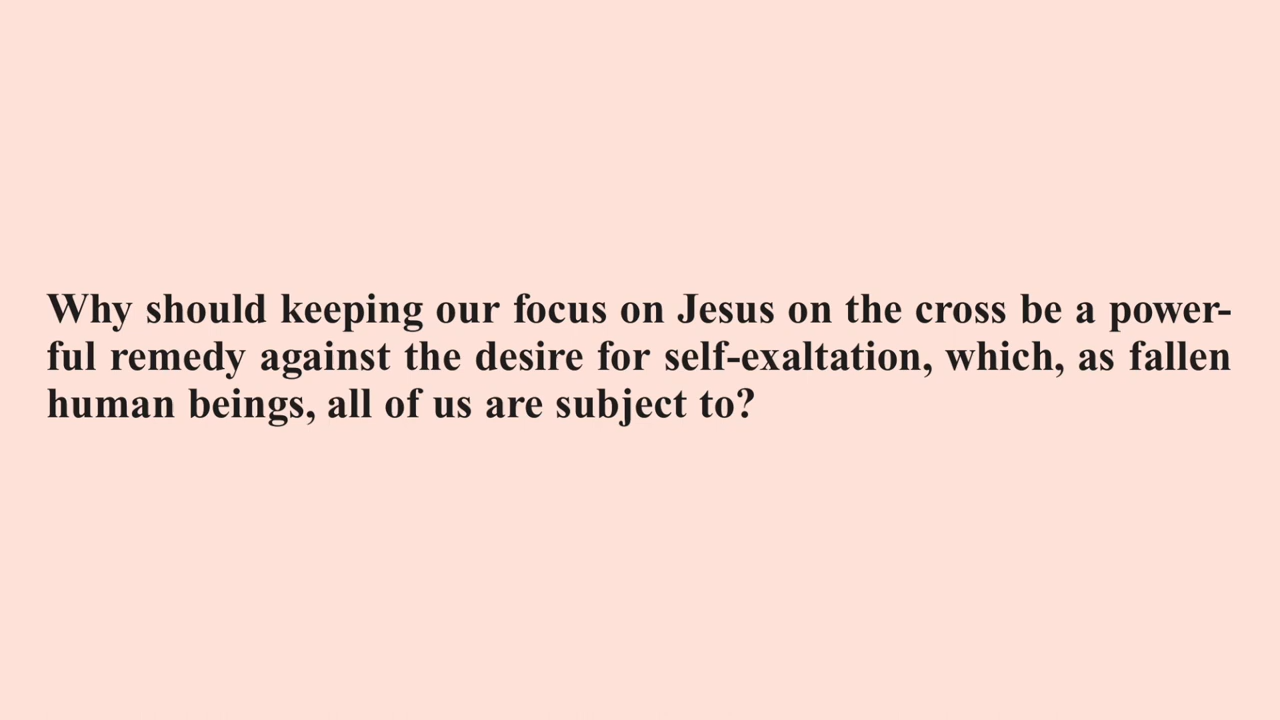 Why should keeping our focus on Jesus on the cross be a power-
ful remedy against the desire for self-exaltation, which, as fallen
human beings, all of us are subject to?